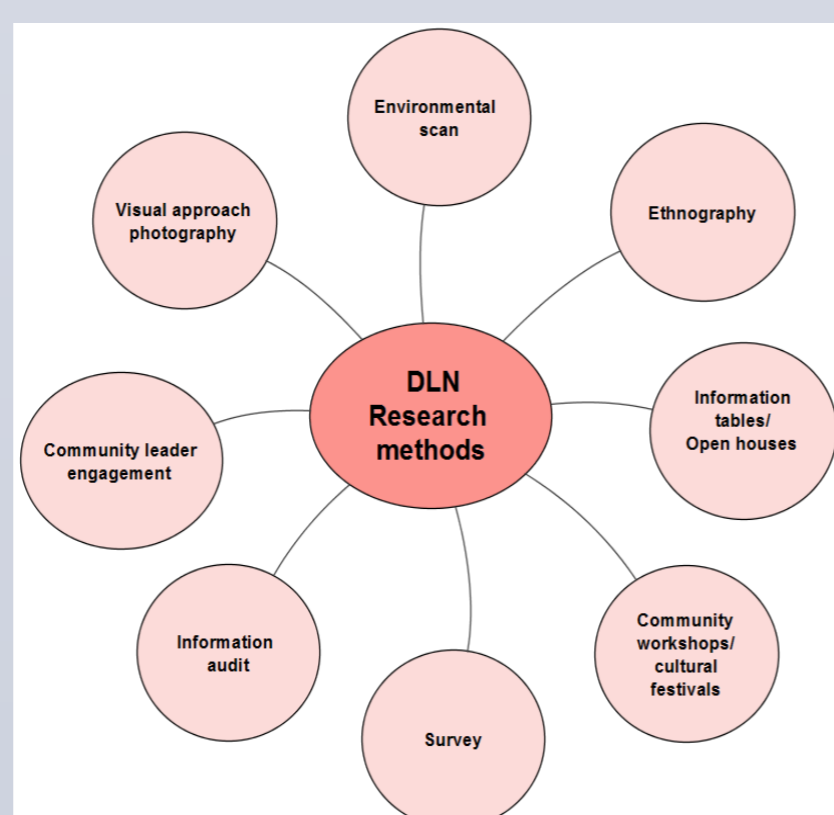 Environmental
scan
Ethnography
Visual approach
photography
DLN
Research
methods
Information
tables/
Open houses
Community leader
engagement
Community
workshops/
cultural
festivals
Information
audit
Survey